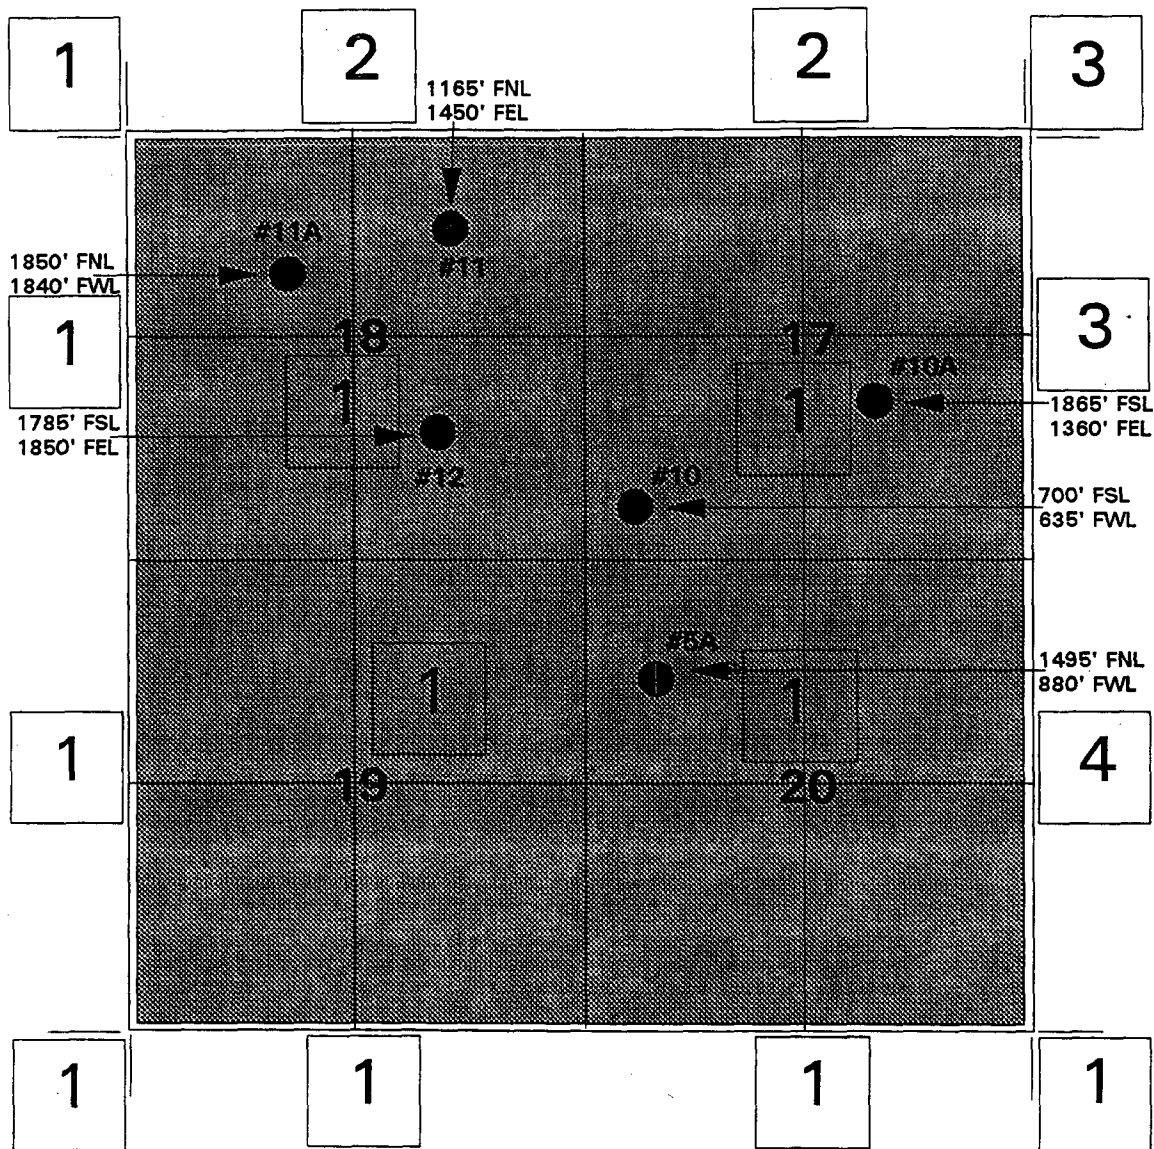 1
2
2
3
1165' FNL
1450' FEL
#11A
#11
1850' FNL
1840' FWL
1
18
17
3
#10A
1
1
1865' FSL
1360' FEL
1785' FSL
1850' FEL
#12
#10
700' FSL
635' FWL
#5A
1495' FNL
880' FWL
1
1
1
4
19
20
1
1
1
1